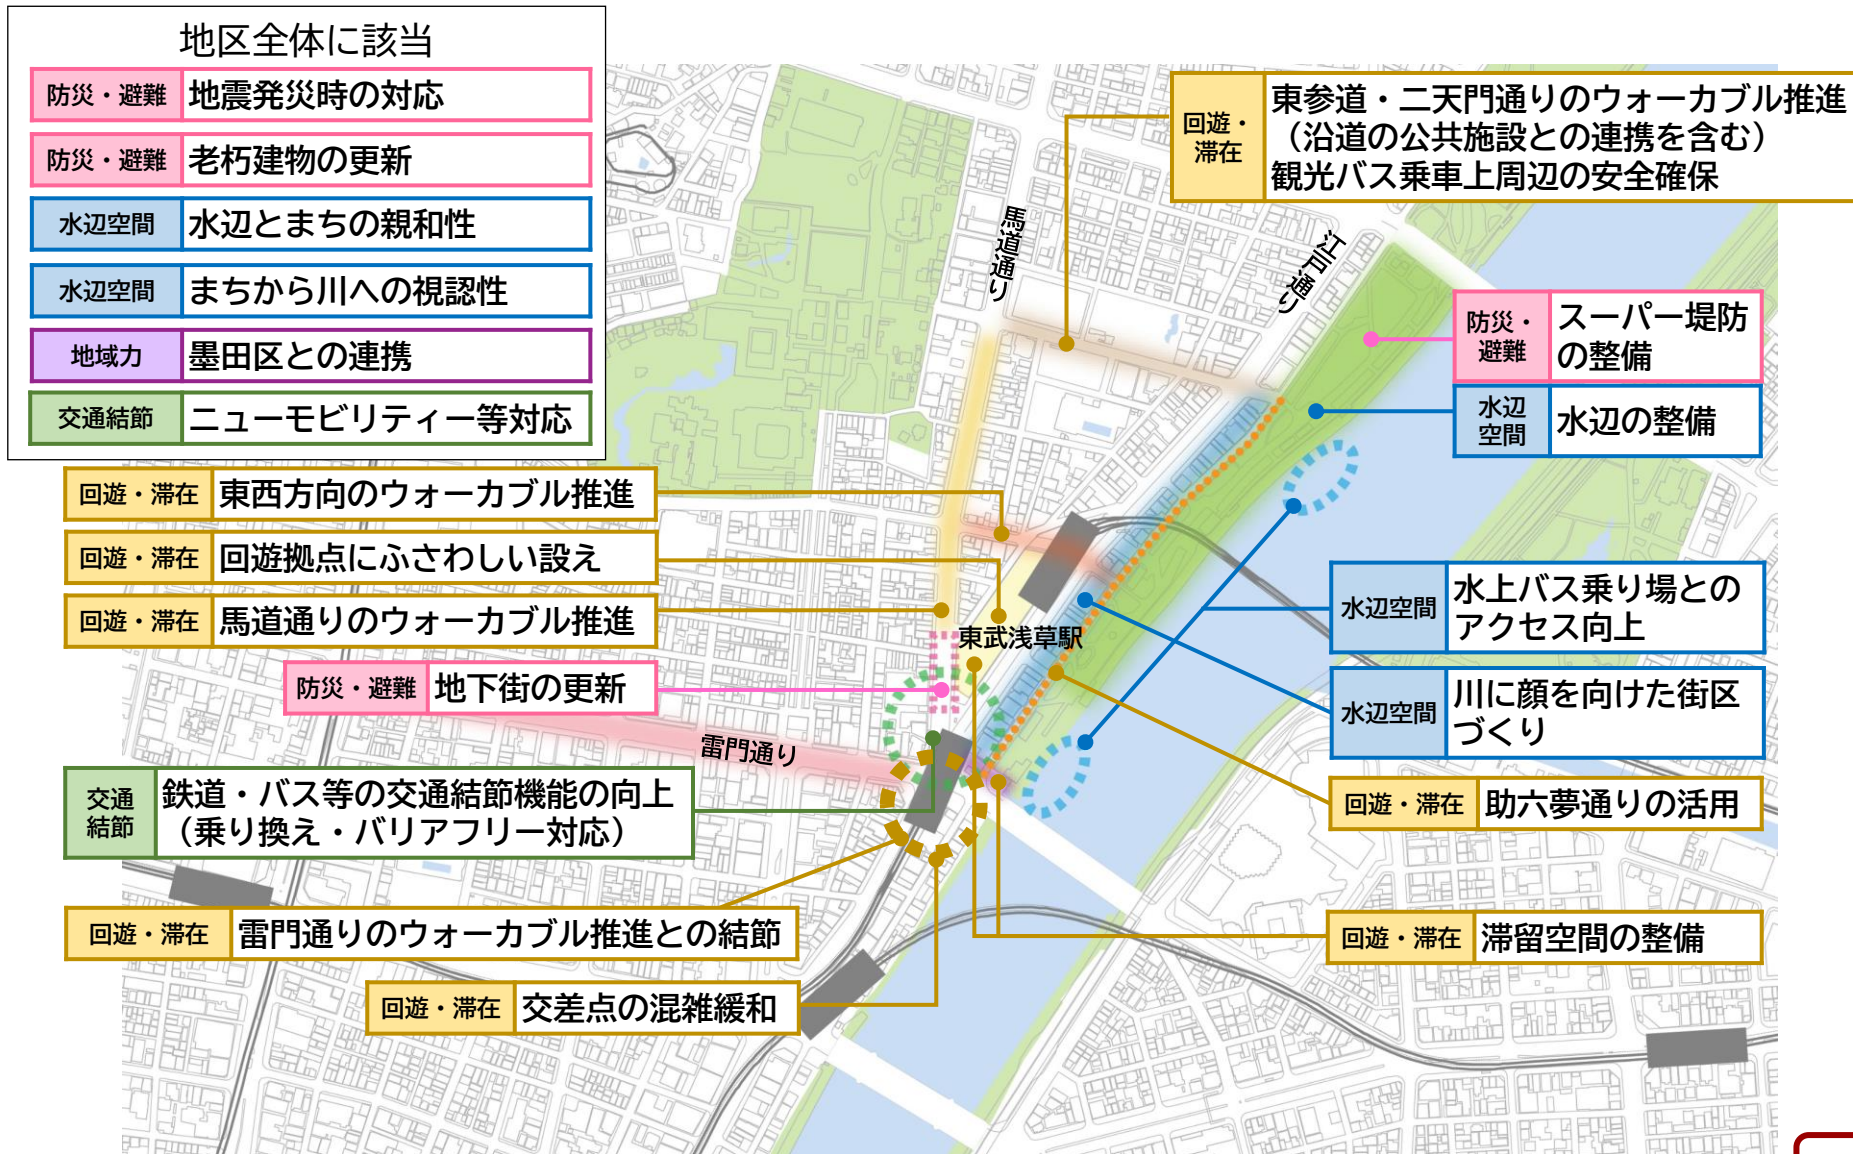 地区全体に該当
防災・避難 地震発災時の対応
防災・避難 老朽建物の更新
水辺空間 水辺とまちの親和性
水辺空間 まちから川への視認性
地域力 墨田区との連携
交通結節 ニューモビリティー等対応
回遊・
滞在
東参道・二天門通りのウォーカブル推進
（沿道の公共施設との連携を含む）
観光バス乗車上周辺の安全確保
馬道通り
江戸通り
防災・
避難
スーパー堤防
の整備
水辺
空間
水辺の整備
回遊・滞在 東西方向のウォーカブル推進
回遊・滞在 回遊拠点にふさわしい設え
回遊・滞在 馬道通りのウォーカブル推進
防災・避難 地下街の更新
東武浅草駅
雷門通り
水辺空間
水上バス乗り場との
アクセス向上
水辺空間
川に顔を向けた街区
づくり
交通
結節
鉄道・バス等の交通結節機能の向上
（乗り換え・バリアフリー対応）
回遊・滞在 助六夢通りの活用
回遊・滞在 雷門通りのウォーカブル推進との結節
回遊・滞在 滞留空間の整備
回遊・滞在 交差点の混雑緩和